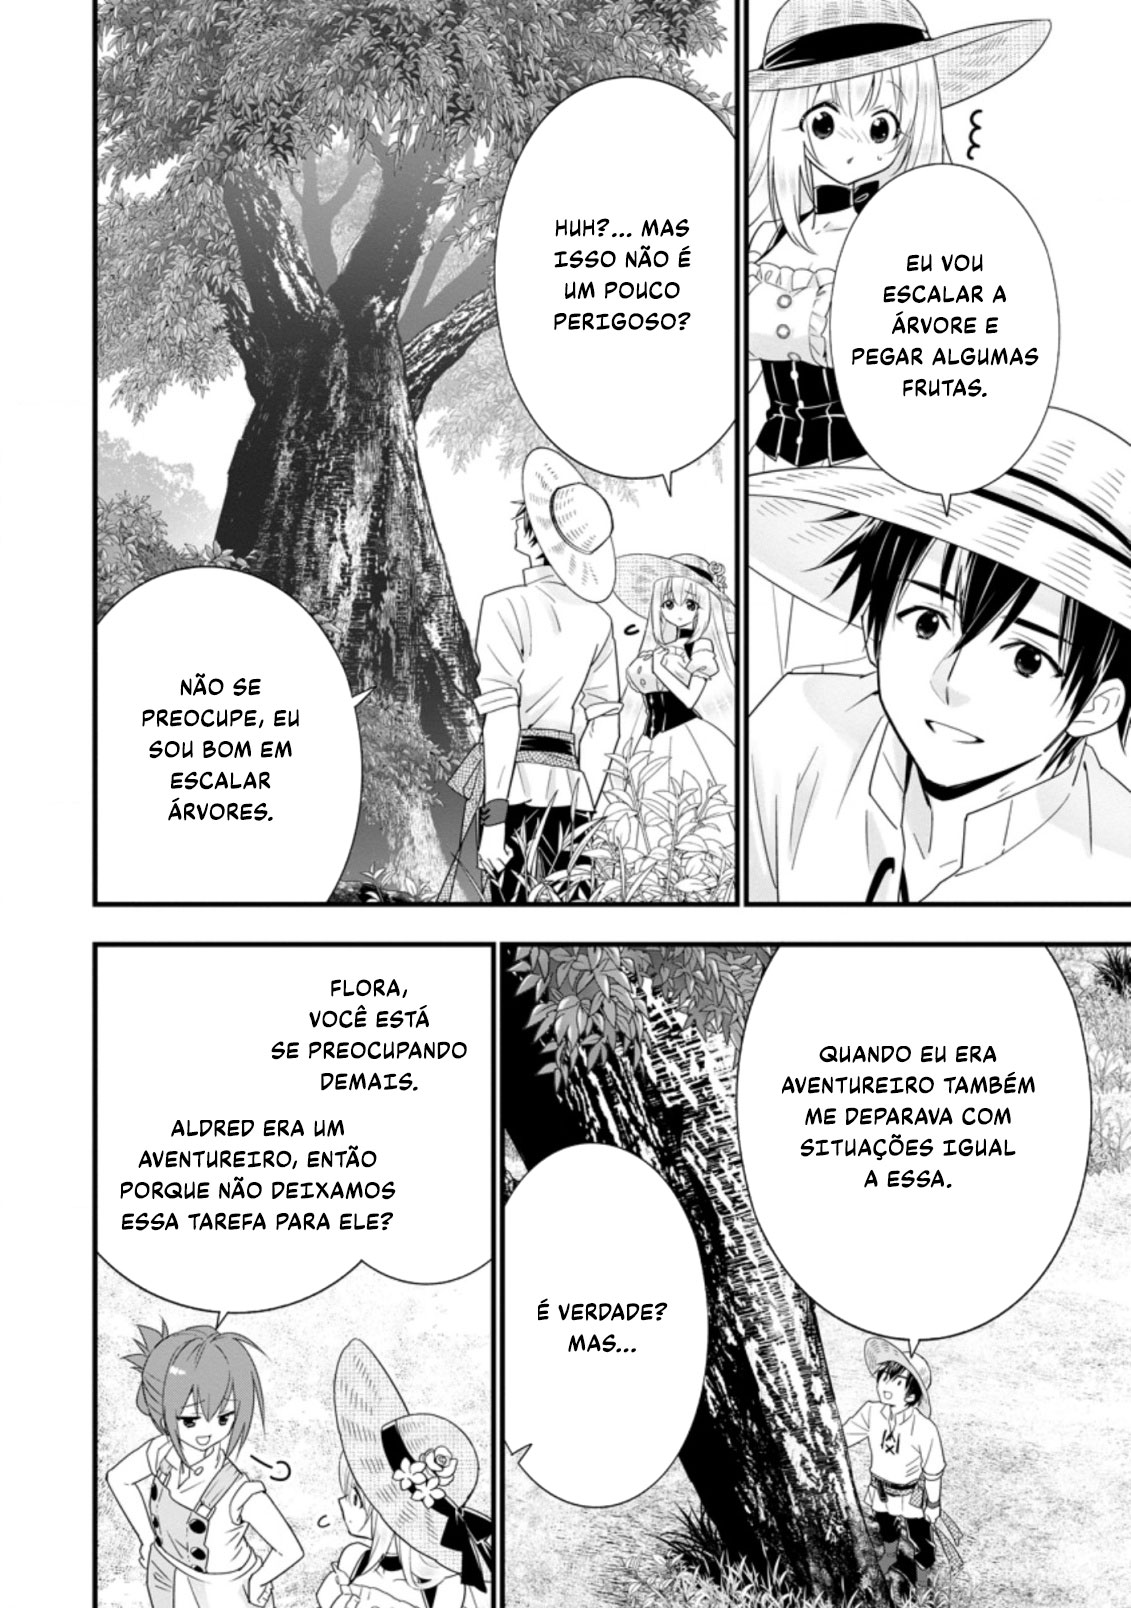 EU VOU
ESCALAR A
ÁRVORE E
PEGAR ALGUMAS
FRUTAS.
HUH?... MAS
ISSO NÃO É
UM POUCO
PERIGOSO?
NÃO SE
PREOCUPE, EU
SOU BOM EM
ESCALAR
ÁRVORES.
QUANDO EU ERA
AVENTUREIRO TAMBÉM
ME DEPARAVA COM
SITUAÇÕES IGUAL
A ESSA.
É VERDADE?
MAS...
FLORA,
VOCÊ ESTÁ
SE PREOCUPANDO
DEMAIS.
ALDRED ERA UM
AVENTUREIRO, ENTÃO
PORQUE NÃO DEIXAMOS
ESSA TAREFA PARA ELE?